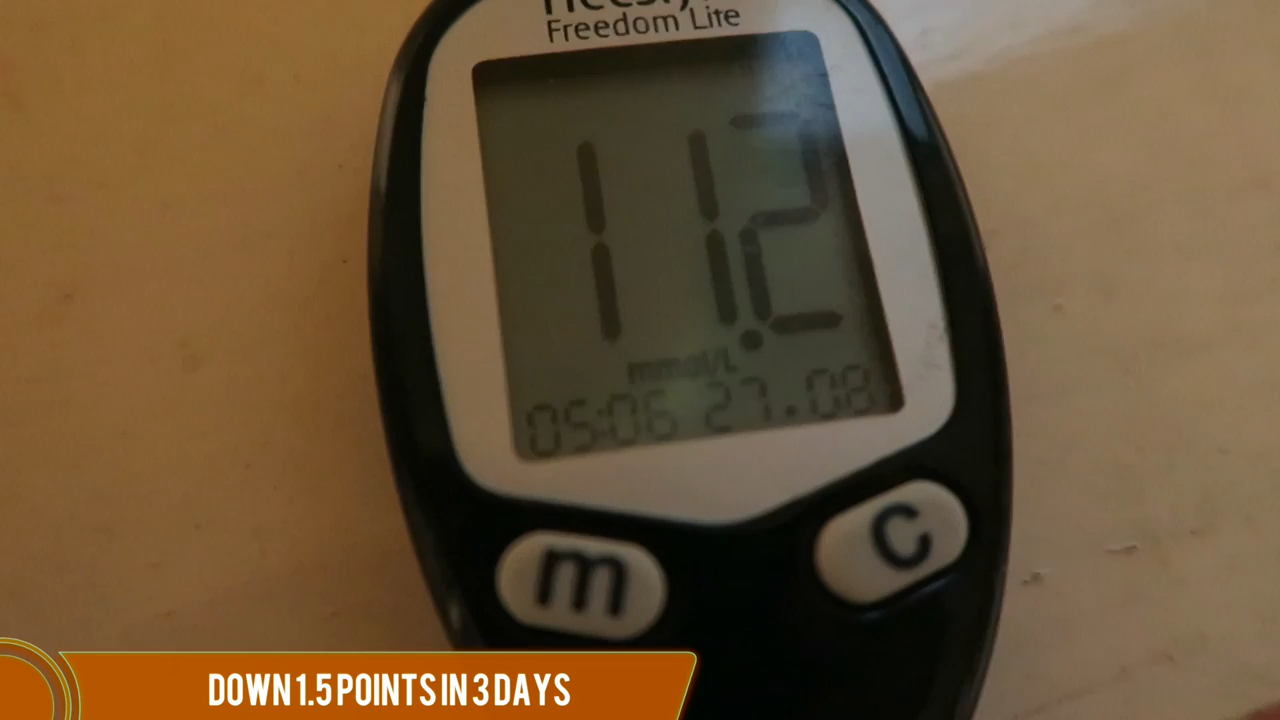 Freedom Lite
11.2
mmol/L
05:06 27.08
m
c
DOWN 1.5 POINTS IN 3 DAYS